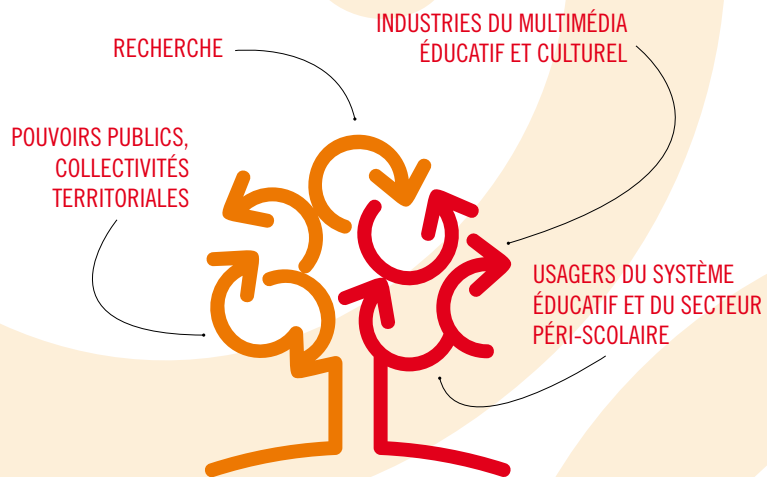 RECHERCHE
INDUSTRIES DU MULTIMÉDIA
ÉDUCATIF ET CULTUREL
POUVOIRS PUBLICS,
COLLECTIVITÉS
TERRITORIALES
USAGERS DU SYSTÈME
ÉDUCATIF ET DU SECTEUR
PÉRI-SCOLAIRE